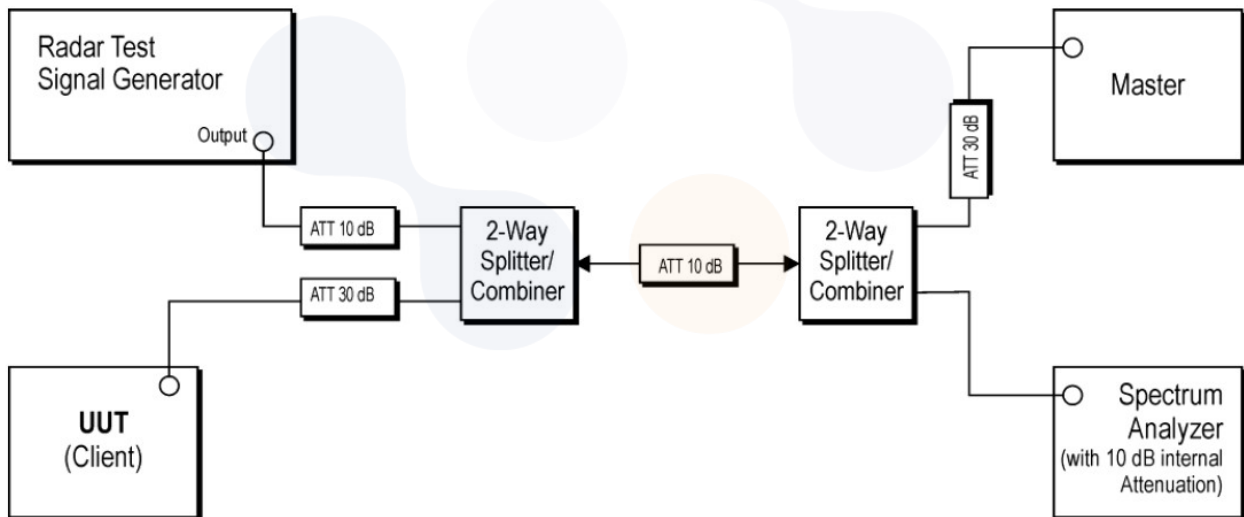 Radar Test
Signal Generator
Output
Master
ATT 30 dB
ATT 10 dB
2-Way
Splitter/
Combiner
ATT 10 dB
2-Way
Splitter/
Combiner
ATT 30 dB
UUT
(Client)
Spectrum
Analyzer
(with 10 dB internal
Attenuation)